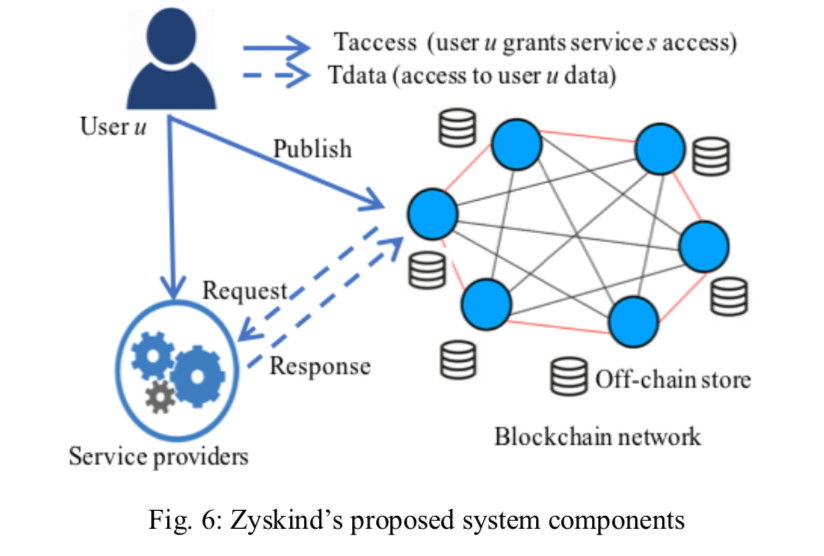 Taccess (user u grants service s access)
Tdata (access to user u data)
User u
Publish
Request
Response
Off-chain store
Service providers
Blockchain network
Fig. 6: Zyskind’s proposed system components